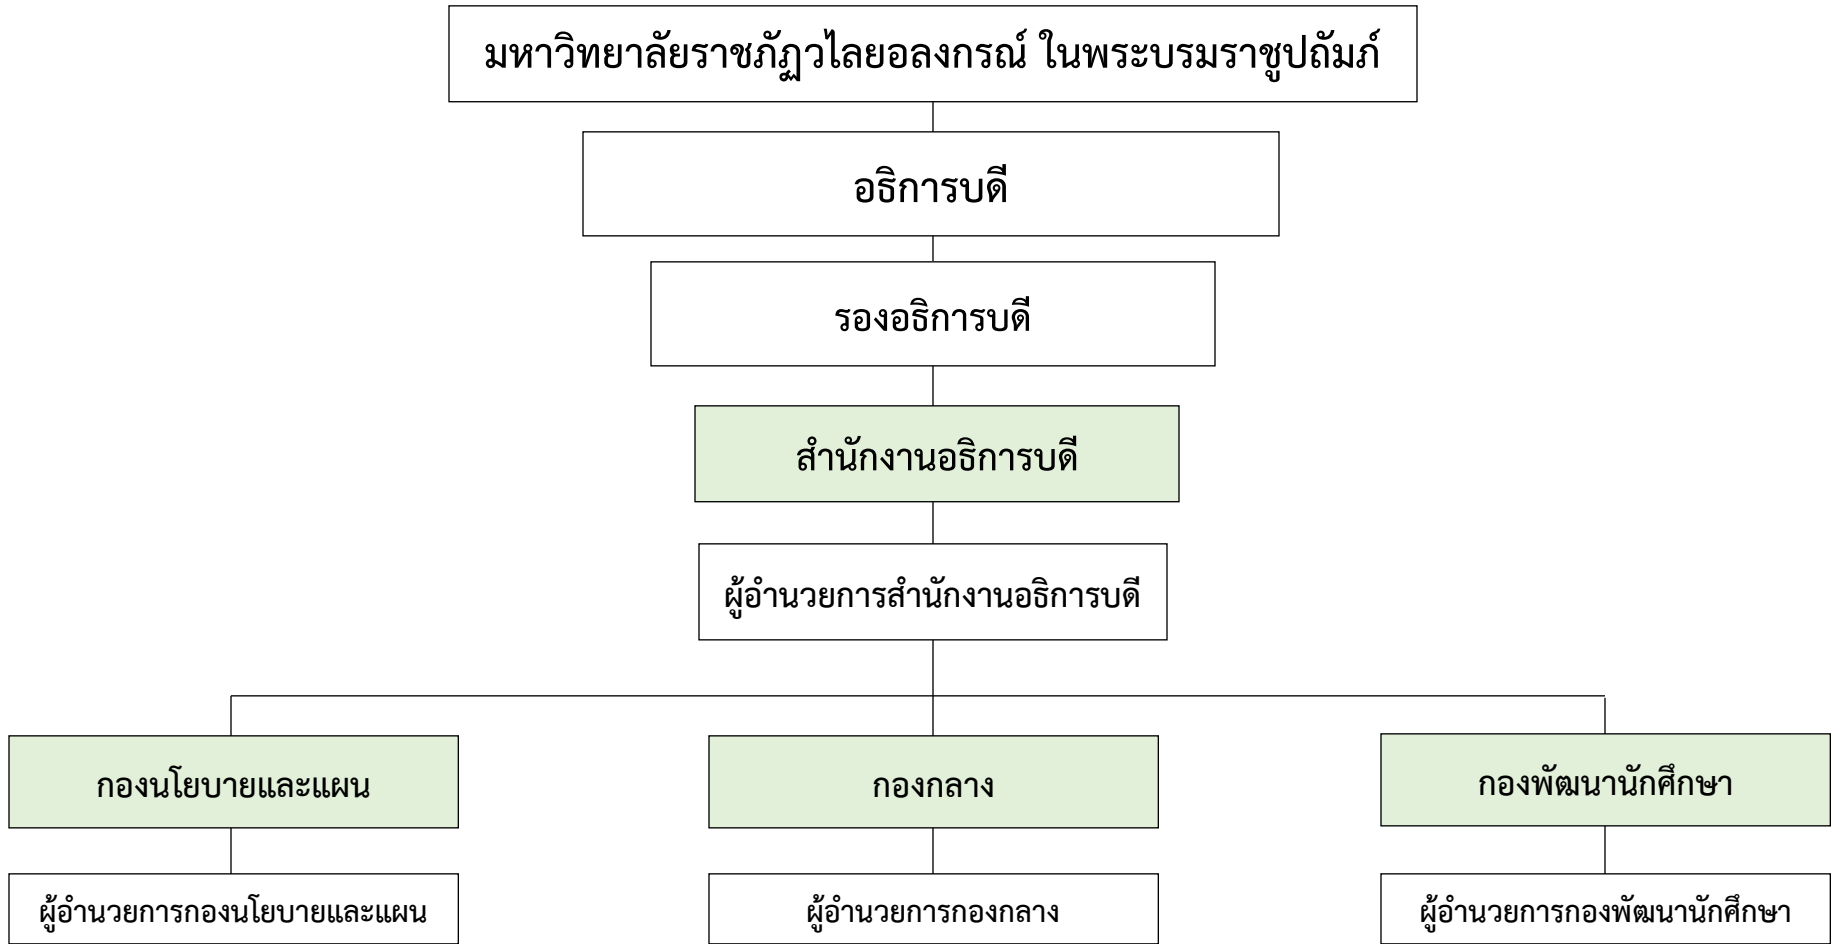 มหาวิทยาลัยราชภัฏวไลยอลงกรณ์ ในพระบรมราชูปถัมภ์
อธิการบดี
รองอธิการบดี
สำนักงานอธิการบดี
ผู้อำนวยการสำนักงานอธิการบดี
กองนโยบายและแผน
กองกลาง
กองพัฒนานักศึกษา
ผู้อำนวยการกองนโยบายและแผน
ผู้อำนวยการกองกลาง
ผู้อำนวยการกองพัฒนานักศึกษา